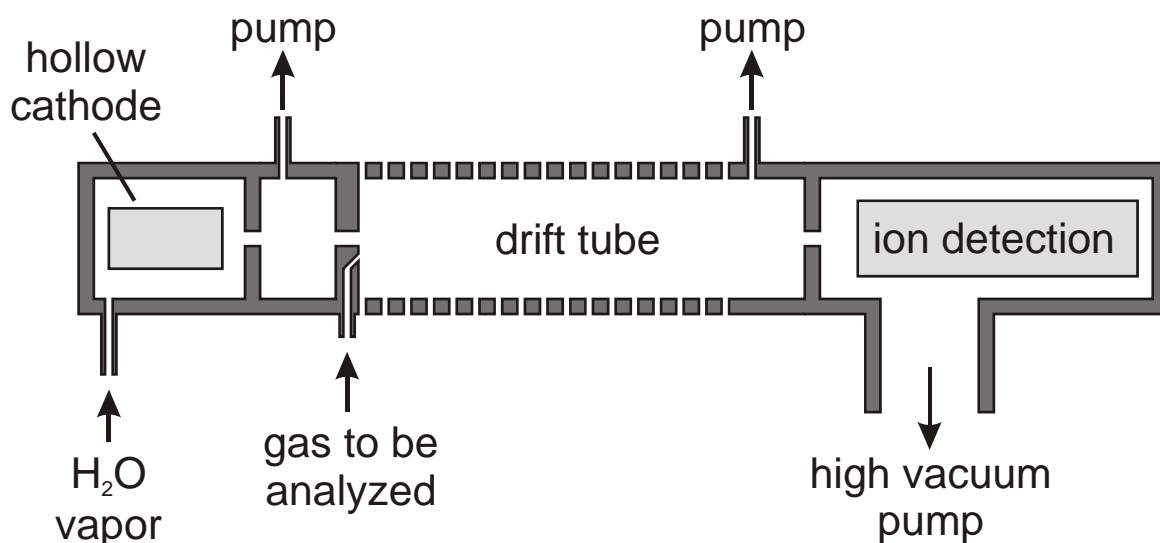 pump
pump
hollow
cathode
drift tube
ion detection
H₂O
vapor
gas to be
analyzed
high vacuum
pump